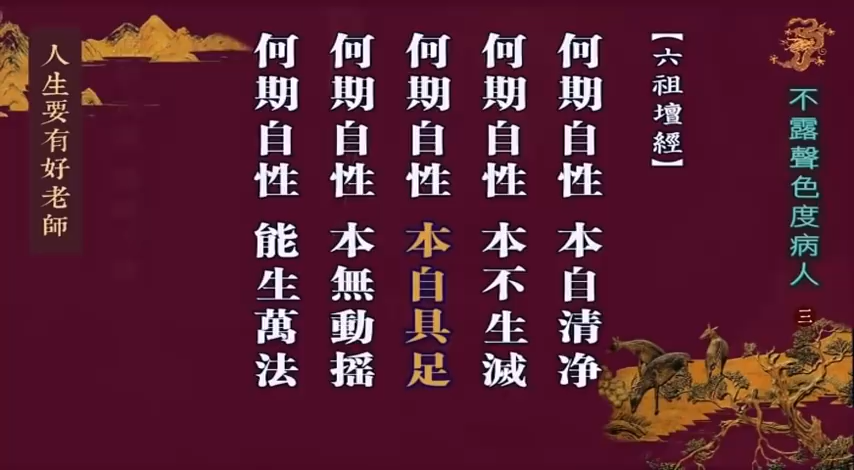 不露聲色度病人
三
【六祖壇經】
何期自性 本自清净
何期自性 本不生滅
何期自性 本自具足
何期自性 本無動摇
何期自性 能生萬法
人生要有好老師